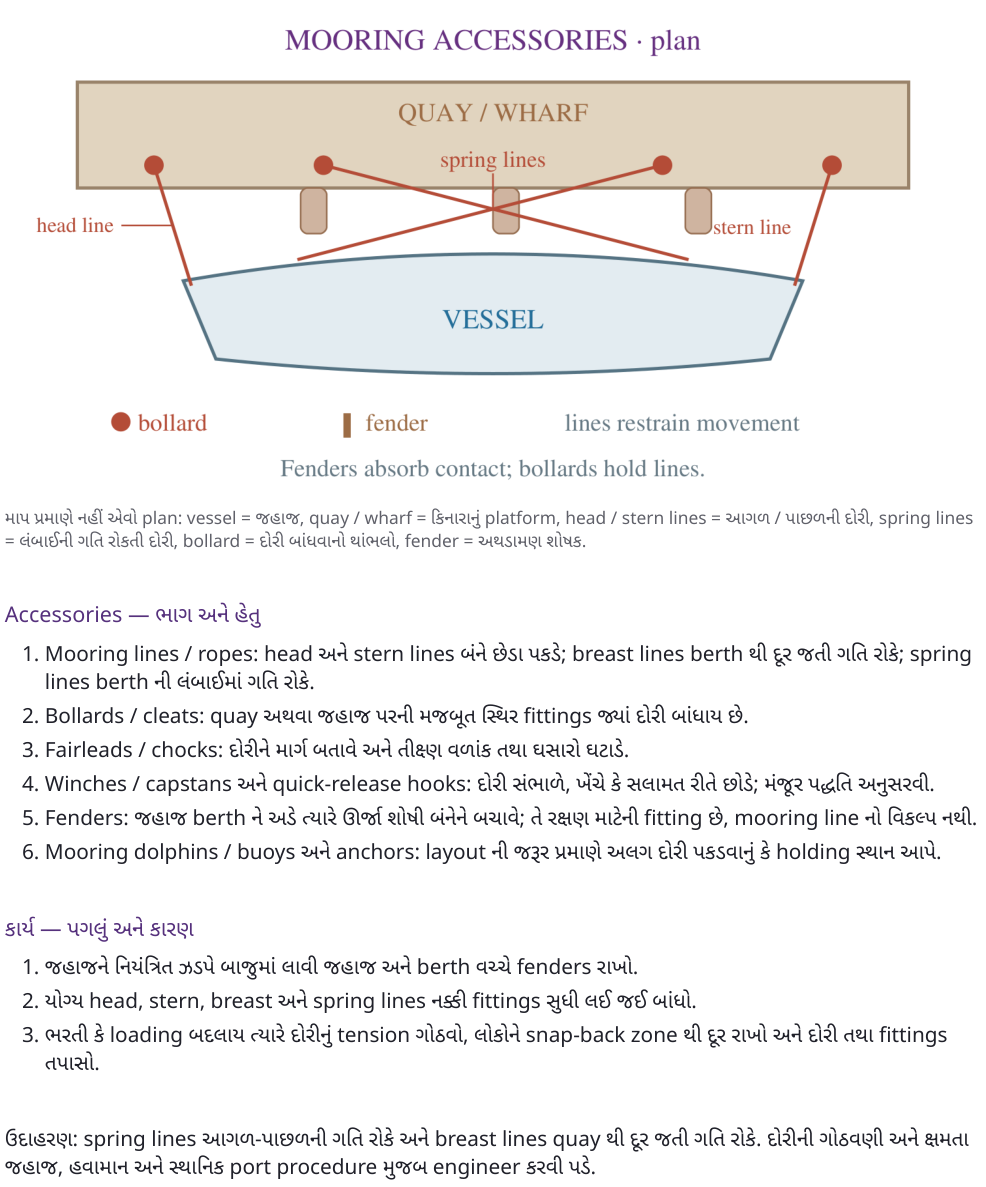 MOORING ACCESSORIES · plan
QUAY / WHARF
spring lines
head line
stern line
VESSEL
bollard
fender
lines restrain movement
Fenders absorb contact; bollards hold lines.
માપ પ્રમાણે નહીં એવો plan: vessel = જહાજ, quay / wharf = કિનારાનું platform, head / stern lines = આગળ / પાછળની દોરી, spring lines
= લંબાઈની ગતિ રોકતી દોરી, bollard = દોરી બાંધવાનો થાંભલો, fender = અથડામણ શોષક.
Accessories — ભાગ અને હેતુ
1. Mooring lines / ropes: head અને stern lines બંને છેડા પકડે; breast lines berth થી દૂર જતી ગતિ રોકે; spring
lines berth ની લંબાઈમાં ગતિ રોકે.
2. Bollards / cleats: quay અથવા જહાજ પરની મજબૂત સ્થિર fittings જ્યાં દોરી બાંધાય છે.
3. Fairleads / chocks: દોરીને માર્ગ બતાવે અને તીક્ષ્ણ વળાંક તથા ઘસારો ઘટાડે.
4. Winches / capstans અને quick-release hooks: દોરી સંભાળે, ખેંચે કે સલામત રીતે છોડે; મંજૂર પદ્ધતિ અનુસરવી.
5. Fenders: જહાજ berth ને અડે ત્યારે ઊર્જા શોષી બંનેને બચાવે; તે રક્ષણ માટેની fitting છે, mooring line નો વિકલ્પ નથી.
6. Mooring dolphins / buoys અને anchors: layout ની જરૂર પ્રમાણે અલગ દોરી પકડવાનું કે holding સ્થાન આપે.
કાર્ય — પગલું અને કારણ
1. જહાજને નિયંત્રિત ઝડપે બાજુમાં લાવી જહાજ અને berth વચ્ચે fenders રાખો.
2. યોગ્ય head, stern, breast અને spring lines નક્કી fittings સુધી લઈ જઈ બાંધો.
3. ભરતી કે loading બદલાય ત્યારે દોરીનું tension ગોઠવો, લોકોને snap-back zone થી દૂર રાખો અને દોરી તથા fittings
તપાસો.
ઉદાહરણ: spring lines આગળ-પાછળની ગતિ રોકે અને breast lines quay થી દૂર જતી ગતિ રોકે. દોરીની ગોઠવણી અને ક્ષમતા
જહાજ, હવામાન અને સ્થાનિક port procedure મુજબ engineer કરવી પડે.